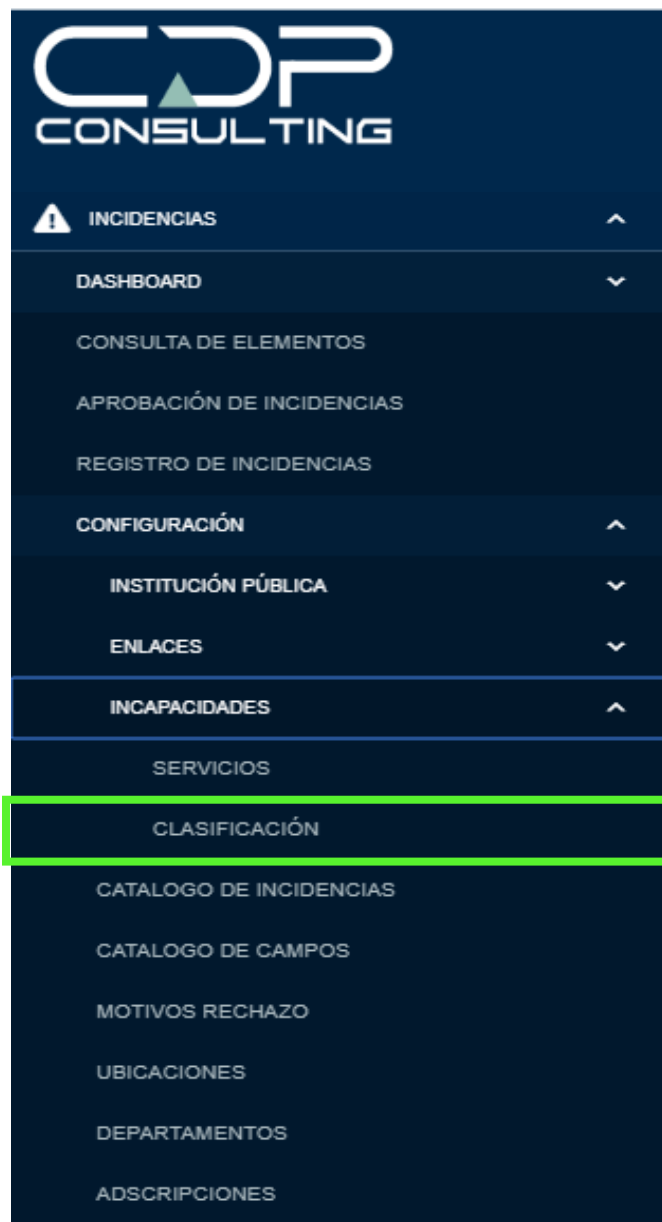 CDP
CONSULTING
INCIDENCIAS
DASHBOARD
CONSULTA DE ELEMENTOS
APROBACIÓN DE INCIDENCIAS
REGISTRO DE INCIDENCIAS
CONFIGURACIÓN
INSTITUCIÓN PÚBLICA
ENLACES
INCAPACIDADES
SERVICIOS
CLASIFICACIÓN
CATALOGO DE INCIDENCIAS
CATALOGO DE CAMPOS
MOTIVOS RECHAZO
UBICACIONES
DEPARTAMENTOS
ADSCRIPCIONES